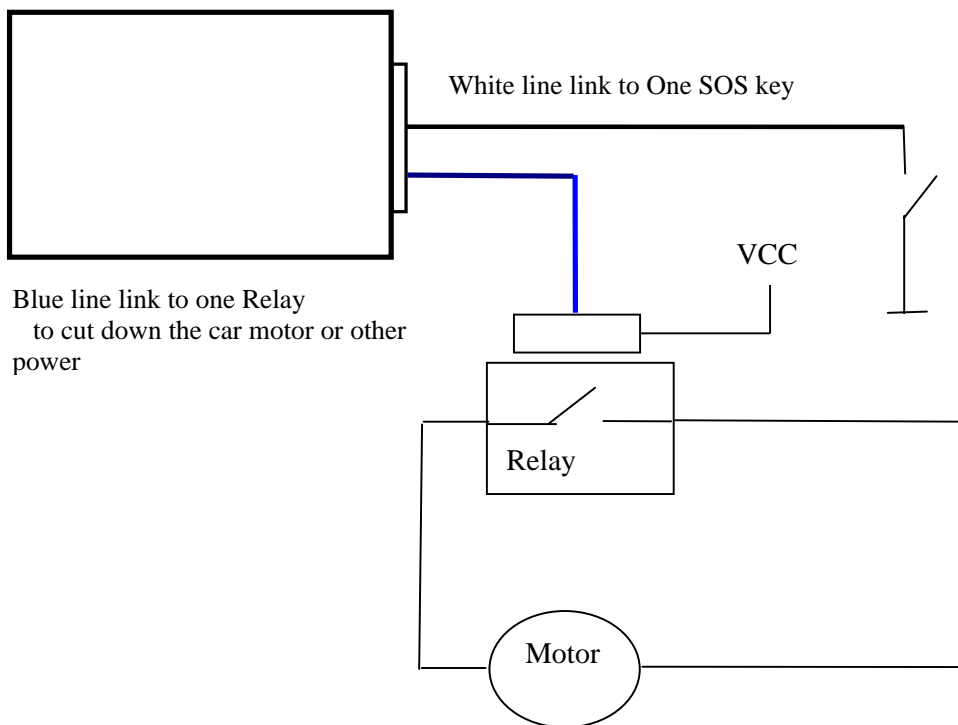 White line link to One SOS key
VCC
Blue line link to one Relay
to cut down the car motor or other
power
Relay
Motor